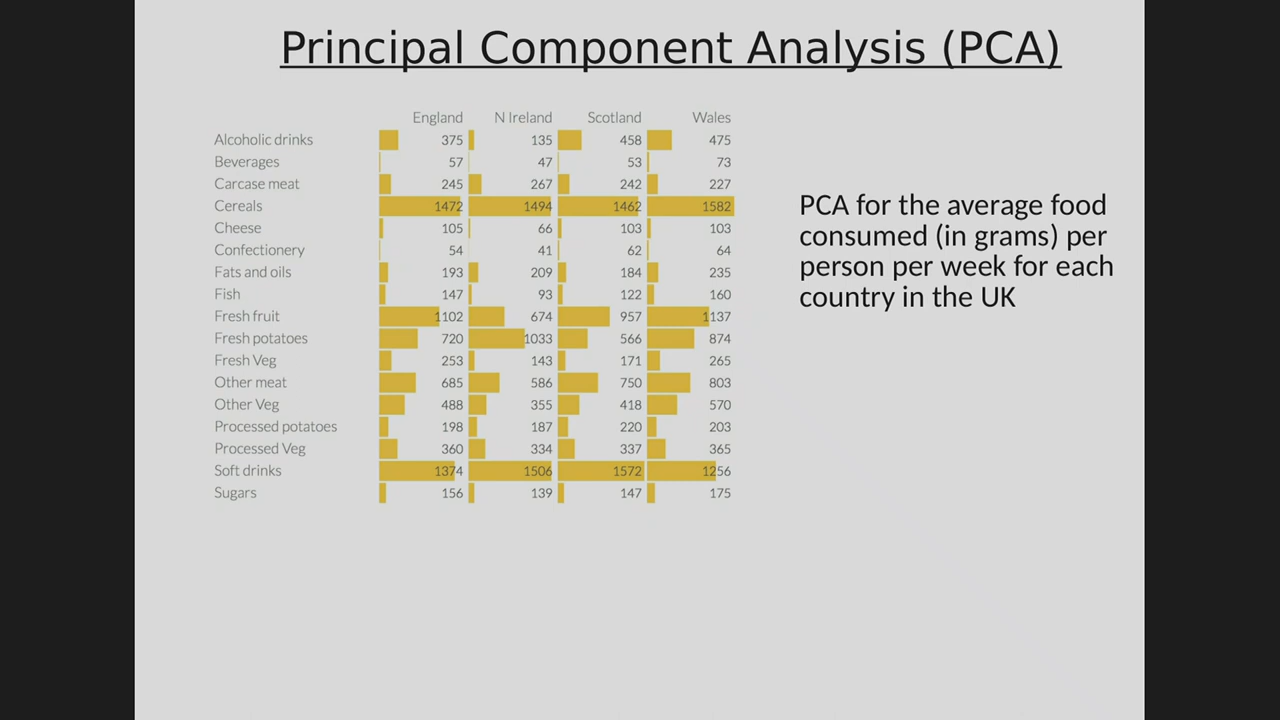 Principal Component Analysis (PCA)
England N Ireland Scotland Wales
Alcoholic drinks 375 135 458 475
Beverages 57 47 53 73
Carcase meat 245 267 242 227
Cereals 1472 1494 1462 1582
Cheese 105 66 103 103
Confectionery 54 41 62 64
Fats and oils 193 209 184 235
Fish 147 93 122 160
Fresh fruit 1102 674 957 1137
Fresh potatoes 720 1033 566 874
Fresh Veg 253 143 171 265
Other meat 685 586 750 803
Other Veg 488 355 418 570
Processed potatoes 198 187 220 203
Processed Veg 360 334 337 365
Soft drinks 1374 1506 1572 1256
Sugars 156 139 147 175
PCA for the average food
consumed (in grams) per
person per week for each
country in the UK